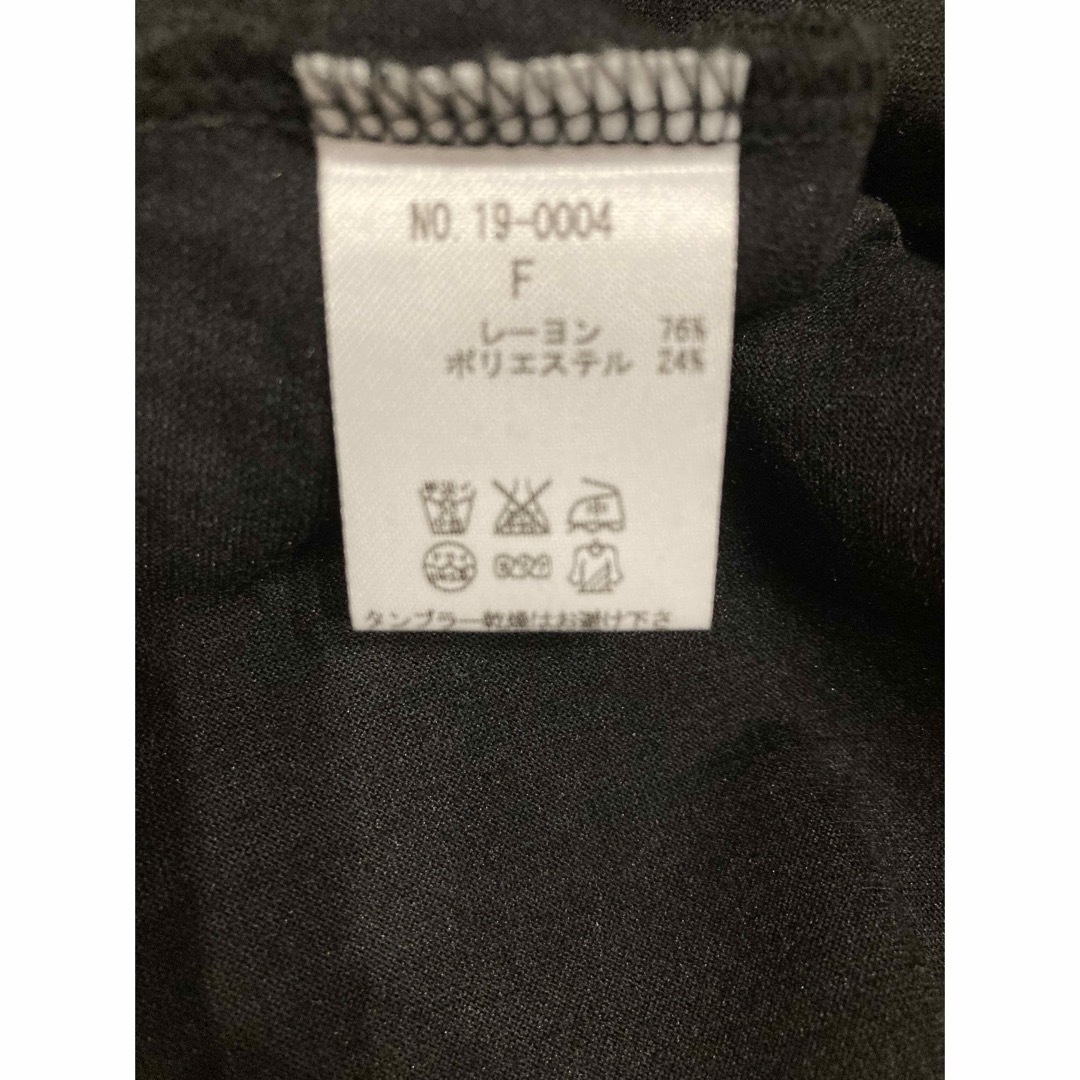 NO. 19-0004
F
レーヨン 76%
ポリエステル 24%
タンブラー乾燥はお避け下さ